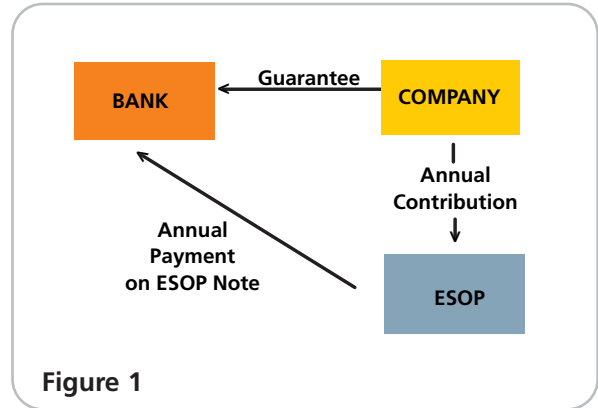 Guarantee
BANK
COMPANY
Annual
Contribution
Annual
Payment
on ESOP Note
ESOP
Figure 1